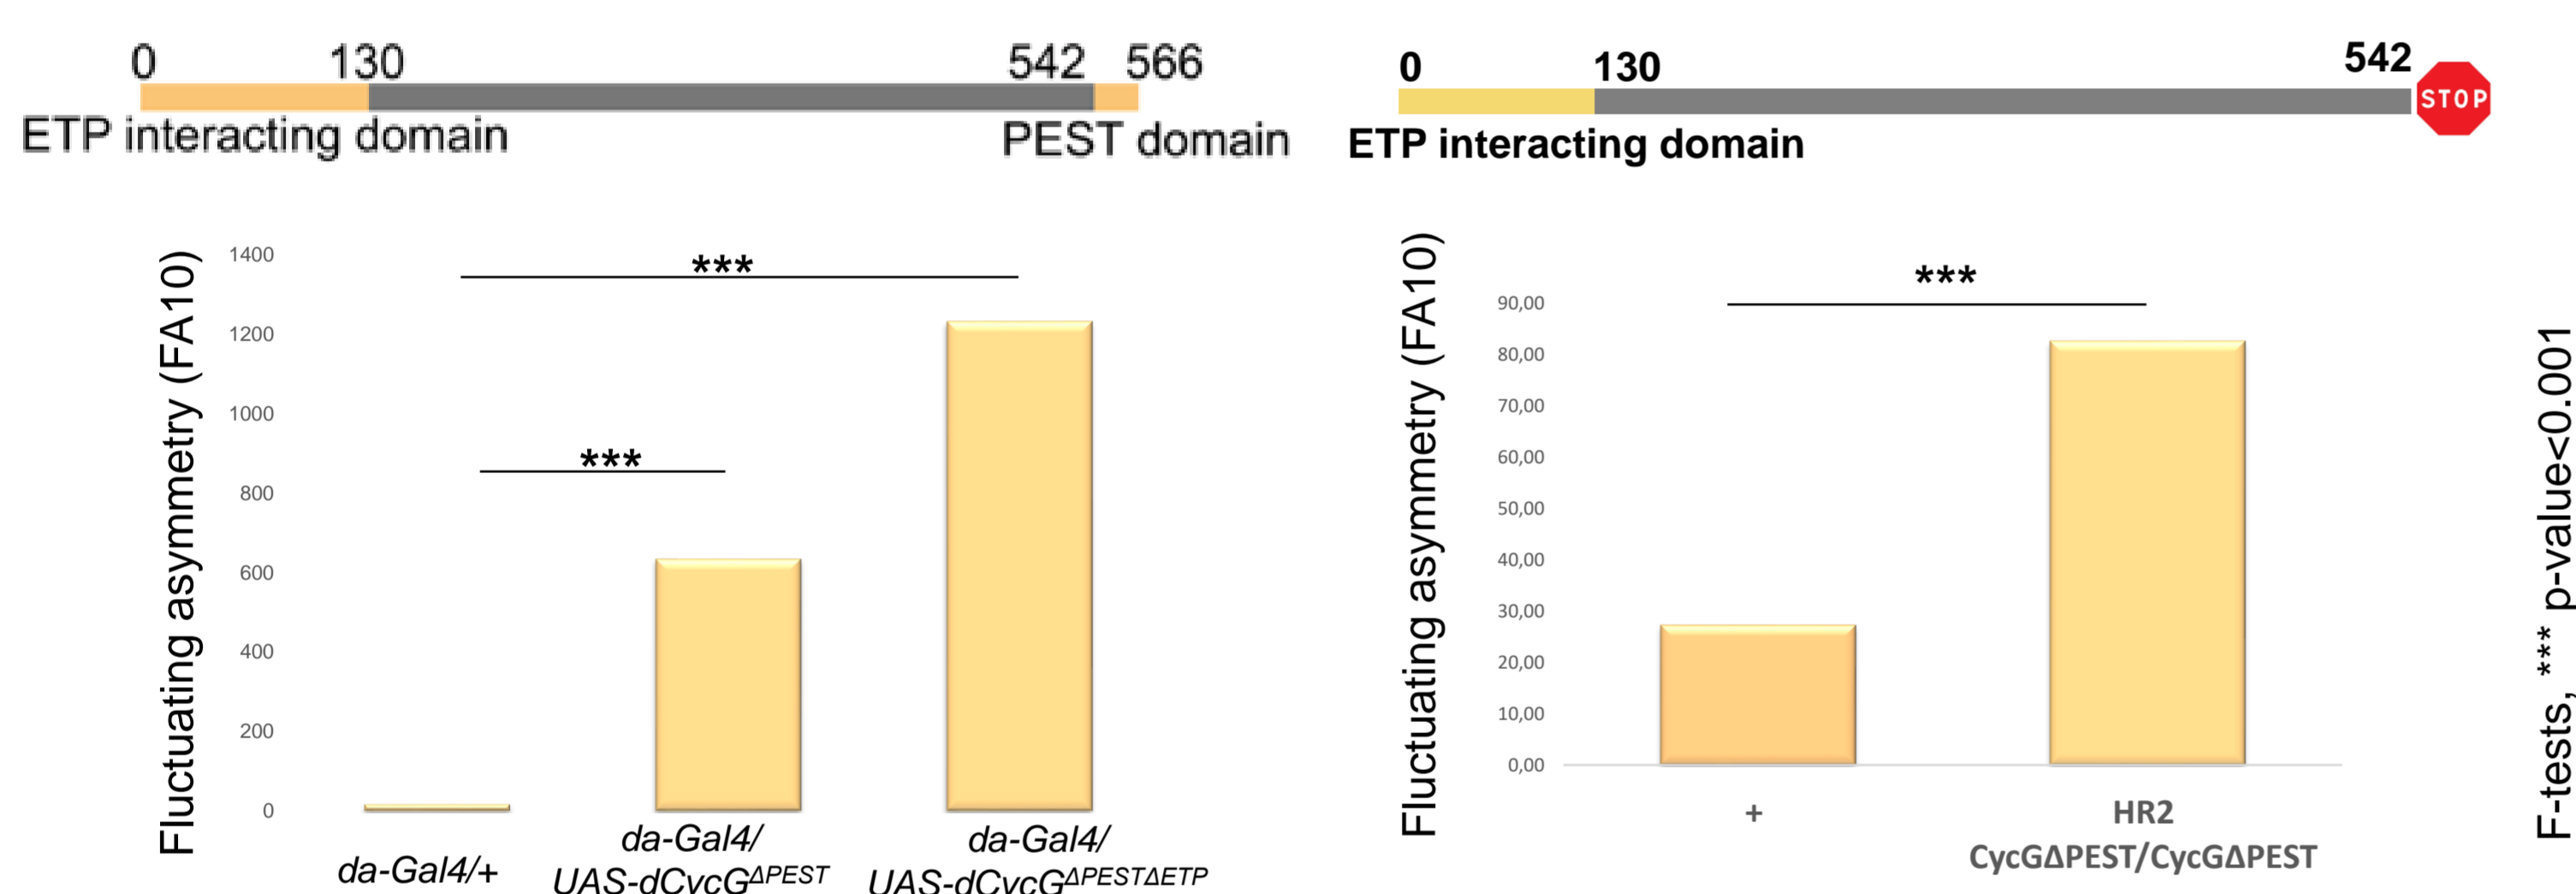 0 130 542 566
ETP interacting domain PEST domain
0 130 542
STOP
ETP interacting domain
Fluctuating asymmetry (FA10)
1400
1200
1000
800
600
400
200
0
***
***
da-Gal4/+
da-Gal4/
UAS-dCycGΔPEST
da-Gal4/
UAS-dCycGΔPESTΔETP
Fluctuating asymmetry (FA10)
90,00
80,00
70,00
60,00
50,00
40,00
30,00
20,00
10,00
0,00
***
+
HR2
CycGΔPEST/CycGΔPEST
F-tests, *** p-value<0.001